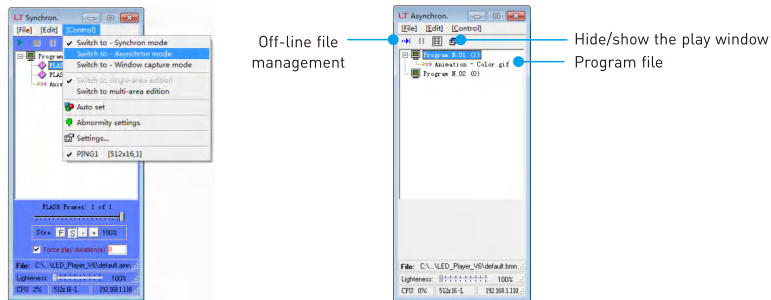 LT Synchron.
[File] [Edit] [Control]
Switch to - Synchron mode
Switch to - Asynchron mode
Switch to - Window capture mode
Switch to single-area edition
Switch to multi-area edition
Auto set
Abnormity settings
Settings...
PING1 [512x16,1]
FLASH Frames: 1 of 1
F S - + 100%
Force play duration(s) 0
File: C:\...\LED_Player_V6\default.amn
Lighteness: 100%
CPU: 2% 512x16-L 192.168.1.110
Off-line file
management
LT Asynchron.
[File] [Edit] [Control]
Program N.01 (1)
Animation - Color.gif
Program N.02 (0)
File: C:\...\LED_Player_V6\default.bmn
Lighteness: 100%
CPU: 0% 512x16-L 192.168.1.110
Hide/show the play window
Program file